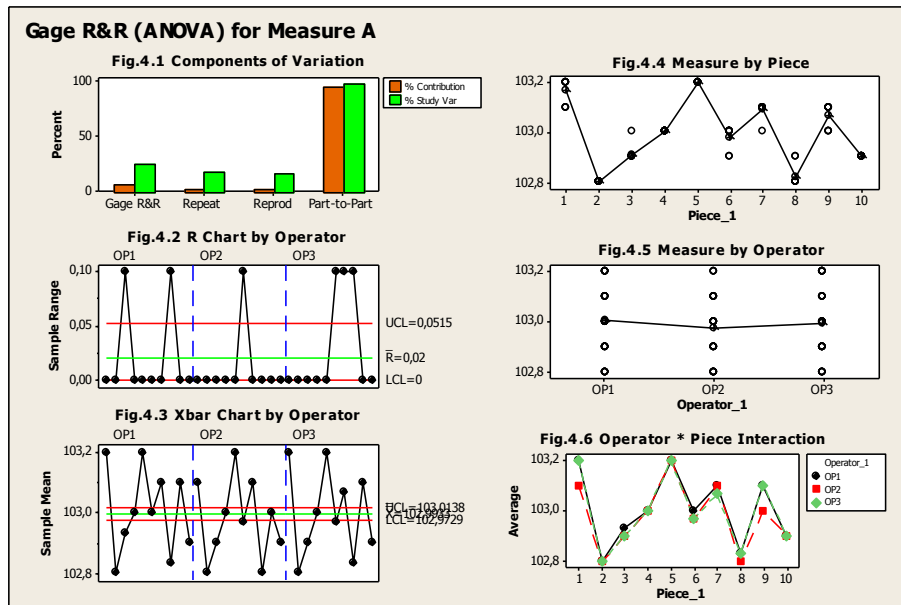 Gage R&R (ANOVA) for Measure A
Fig.4.1 Components of Variation
100
50
0
Percent
Gage R&R Repeat Reprod Part-to-Part
% Contribution
% Study Var
Fig.4.2 R Chart by Operator
OP1 OP2 OP3
0,10
0,05
0,00
Sample Range
UCL=0,0515
R=0,02
LCL=0
Fig.4.3 Xbar Chart by Operator
OP1 OP2 OP3
103,2
103,0
102,8
Sample Mean
UCL=103,0138
LCL=102,9729
Fig.4.4 Measure by Piece
103,2
103,0
102,8
1 2 3 4 5 6 7 8 9 10
Piece_1
Fig.4.5 Measure by Operator
103,2
103,0
102,8
OP1 OP2 OP3
Operator_1
Fig.4.6 Operator * Piece Interaction
103,2
103,0
102,8
Average
1 2 3 4 5 6 7 8 9 10
Piece_1
Operator_1
OP1
OP2
OP3